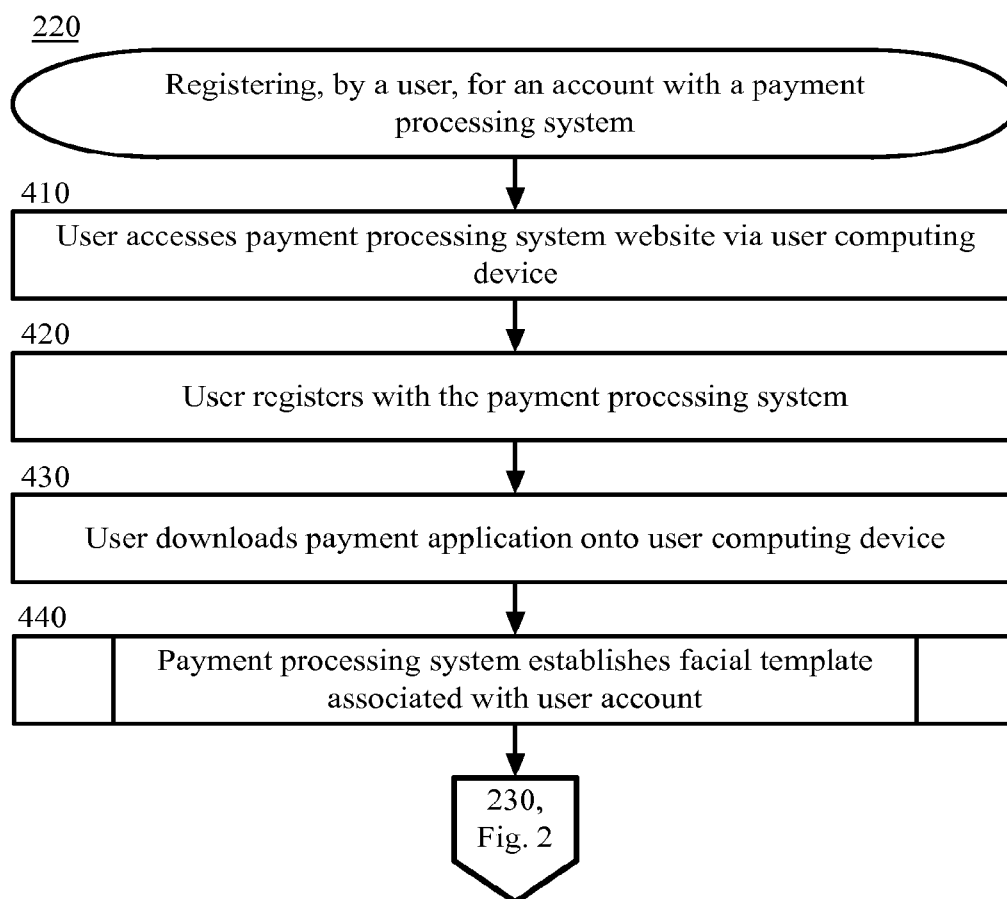 220
Registering, by a user, for an account with a payment
processing system
410
User accesses payment processing system website via user computing
device
420
User registers with the payment processing system
430
User downloads payment application onto user computing device
440
Payment processing system establishes facial template
associated with user account
230,
Fig. 2